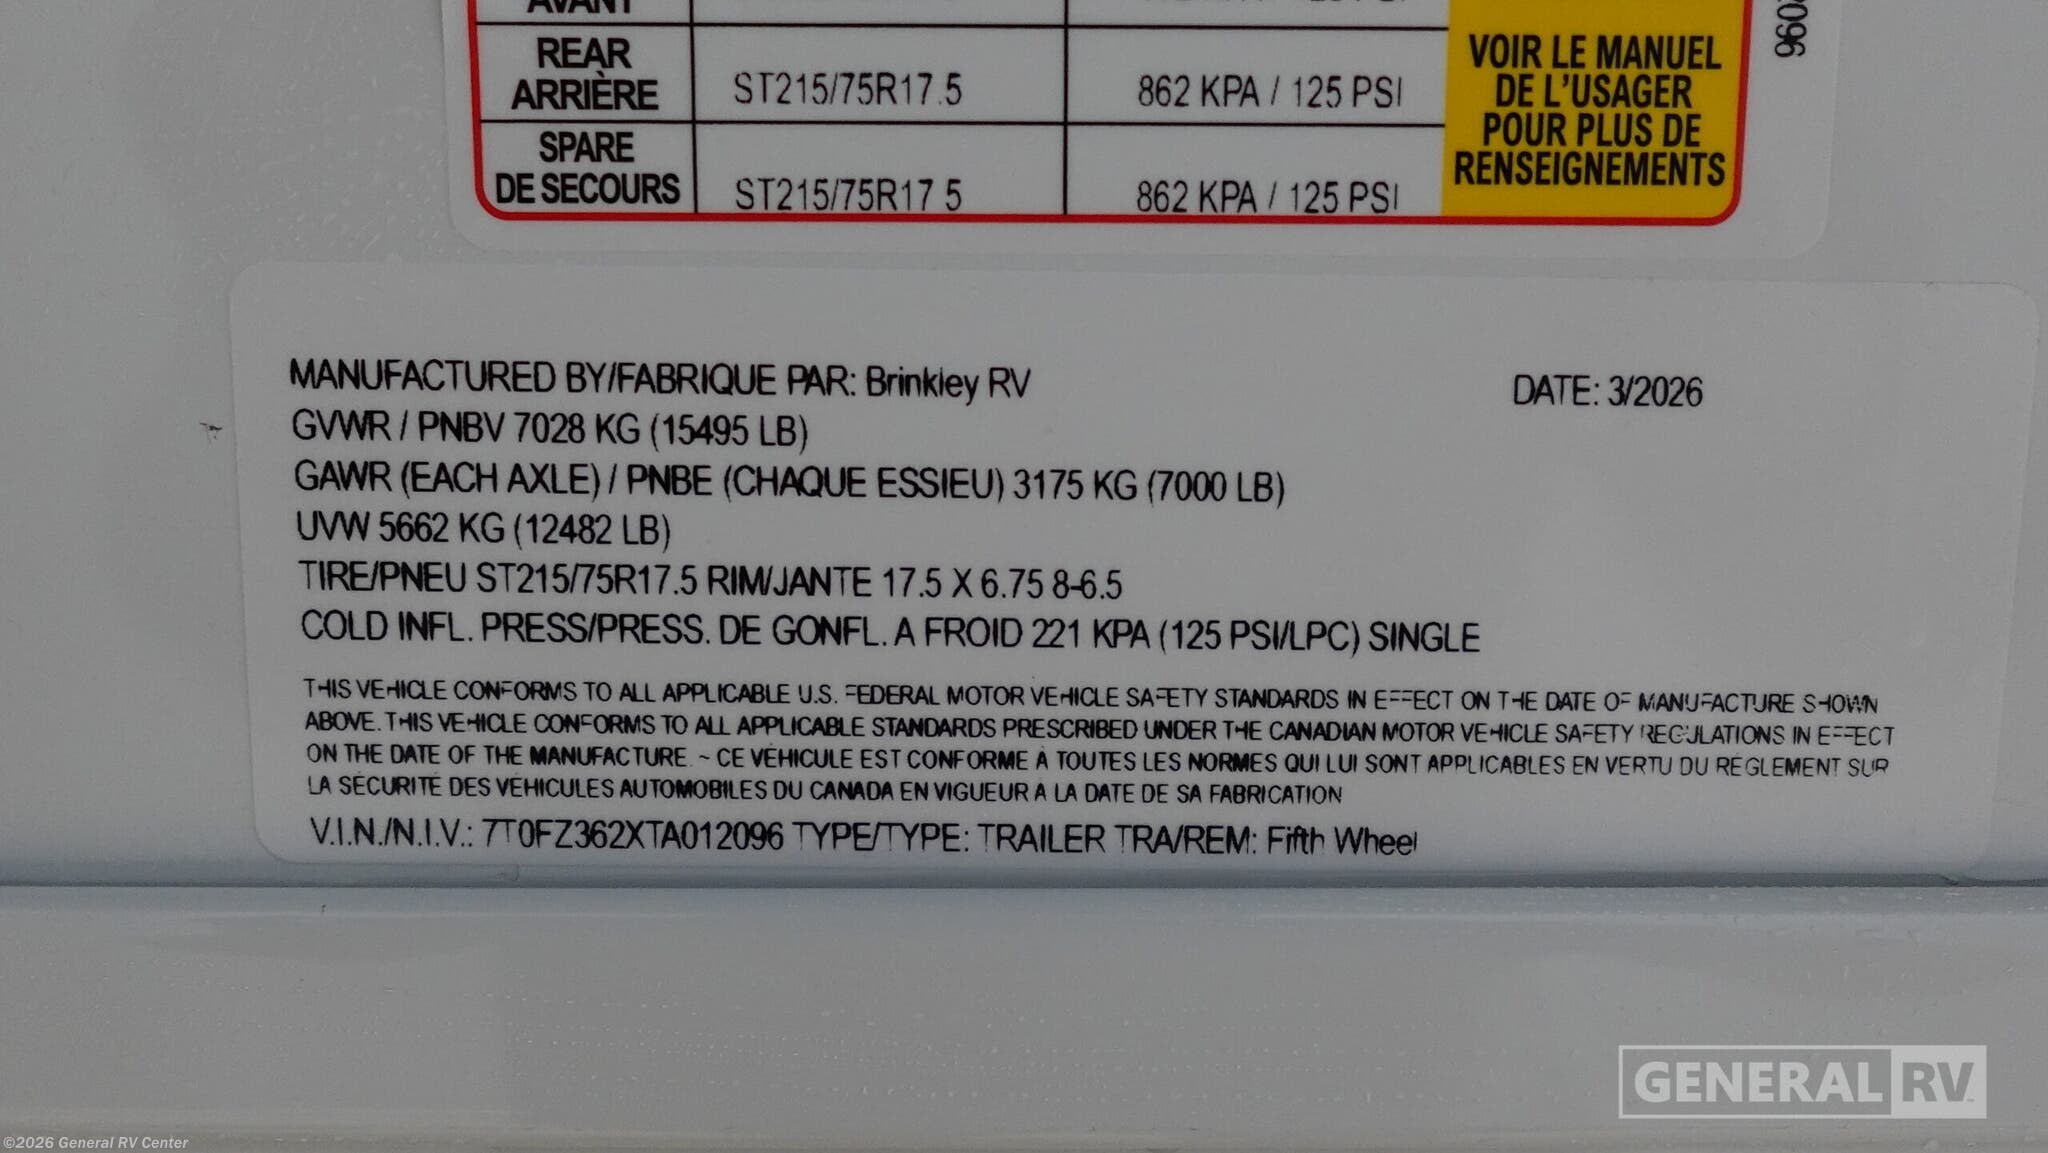 AVANT
REAR
ARRIÈRE
ST215/75R17.5
862 KPA / 125 PSI
SPARE
DE SECOURS
ST215/75R17 5
862 KPA / 125 PSI
VOIR LE MANUEL
DE L'USAGER
POUR PLUS DE
RENSEIGNEMENTS
MANUFACTURED BY/FABRIQUE PAR: Brinkley RV
DATE: 3/2026
GVWR / PNBV 7028 KG (15495 LB)
GAWR (EACH AXLE) / PNBE (CHAQUE ESSIEU) 3175 KG (7000 LB)
UVW 5662 KG (12482 LB)
TIRE/PNEU ST215/75R17.5 RIM/JANTE 17.5 X 6.75 8-6.5
COLD INFL. PRESS/PRESS. DE GONFL. A FROID 221 KPA (125 PSI/LPC) SINGLE
THIS VEHICLE CONFORMS TO ALL APPLICABLE U.S. FEDERAL MOTOR VEHICLE SAFETY STANDARDS IN EFFECT ON THE DATE OF MANUFACTURE SHOWN
ABOVE. THIS VEHICLE CONFORMS TO ALL APPLICABLE STANDARDS PRESCRIBED UNDER THE CANADIAN MOTOR VEHICLE SAFETY REGULATIONS IN EFFECT
ON THE DATE OF THE MANUFACTURE. ~ CE VÉHICULE EST CONFORME À TOUTES LES NORMES QUI LUI SONT APPLICABLES EN VERTU DU RÈGLEMENT SUR
LA SÉCURITÉ DES VÉHICULES AUTOMOBILES DU CANADA EN VIGUEUR A LA DATE DE SA FABRICATION
V.I.N./N.I.V.: 7T0FZ362XTA012096 TYPE/TYPE: TRAILER TRA/REM: Fifth Wheel
GENERAL RV
©2026 General RV Center